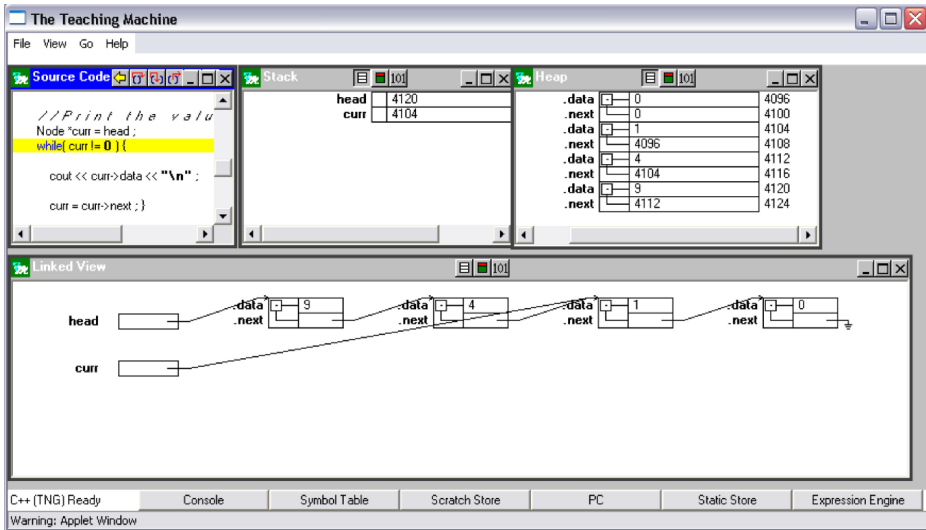 The Teaching Machine
File View Go Help
Source Code
//Print the valu
Node *curr = head ;
while( curr != 0 ) {
cout << curr->data << "\n" ;
curr = curr->next ; }
Stack
101
head 4120
curr 4104
Heap
101
.data 0 4096
.next 0 4100
.data 1 4104
.next 4096 4108
.data 4 4112
.next 4104 4116
.data 9 4120
.next 4112 4124
Linked View
101
head
.data 9
.next
.data 4
.next
.data 1
.next
.data 0
.next
curr
C++ (TNG) Ready Console Symbol Table Scratch Store PC Static Store Expression Engine
Warning: Applet Window